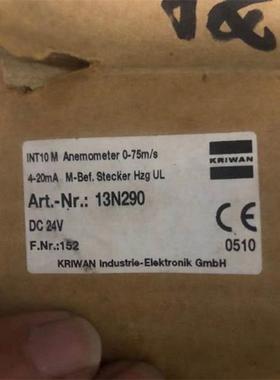 INT10 M Anemometer 0-75m/s
KRIWAN
4-20mA M-Bef. Stecker Hzg UL
Art.-Nr.: 13N290
DC 24V
CE
F.Nr.:152
0510
KRIWAN Industrie-Elektronik GmbH